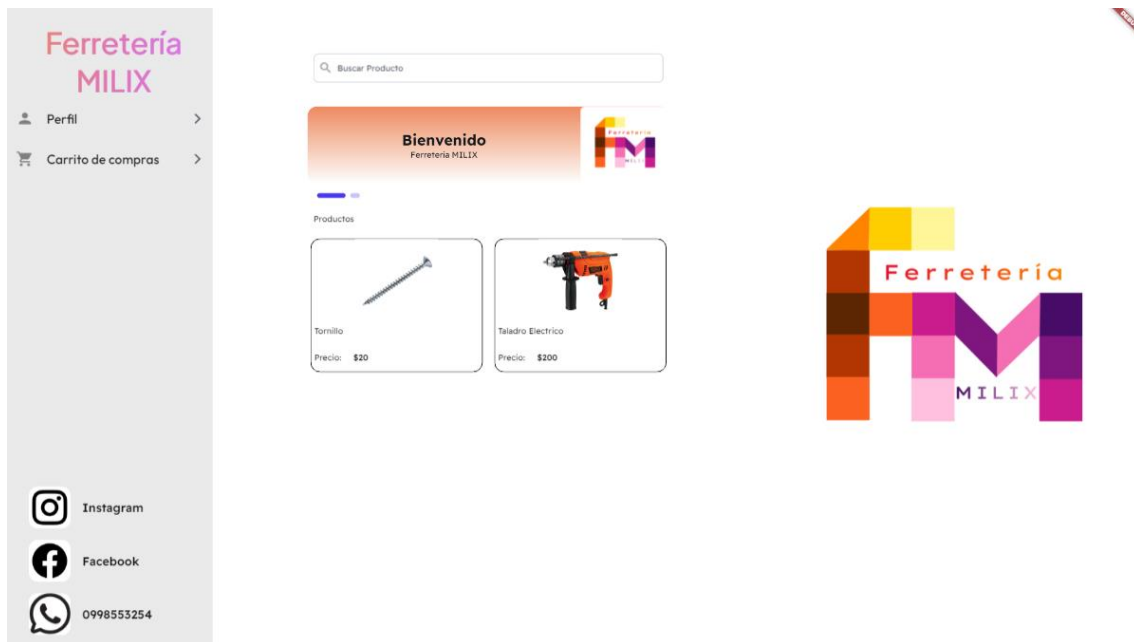 Ferretería
MILIX
Perfil
Carrito de compras
Instagram
Facebook
0998553254
Buscar Producto
Bienvenido
Ferreteria MILIX
Ferretería
MILIX
Productos
Tornillo
Precio: $20
Taladro Electrico
Precio: $200
Ferretería
MILIX